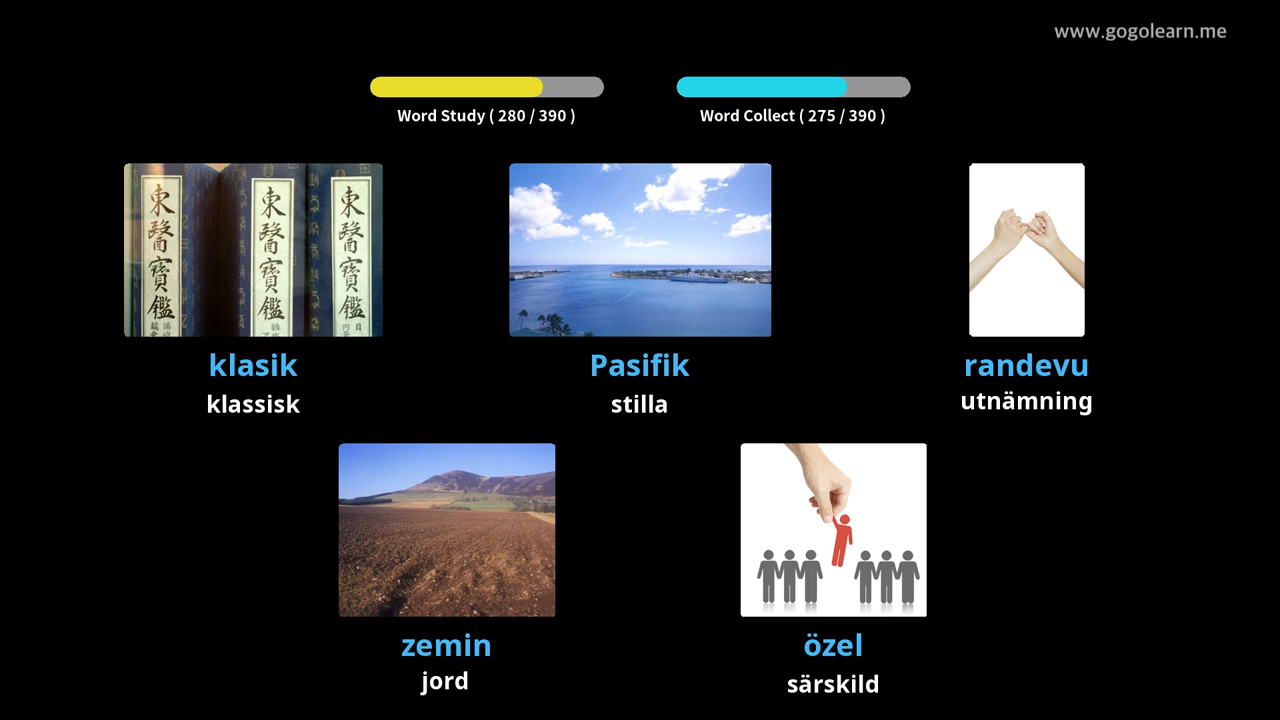 www.gogolearn.me
Word Study ( 280 / 390 )
Word Collect ( 275 / 390 )
東醫寶鑑
東醫寶鑑
東醫寶鑑
klasik
klassisk
Pasifik
stilla
randevu
utnämning
zemin
jord
özel
särskild